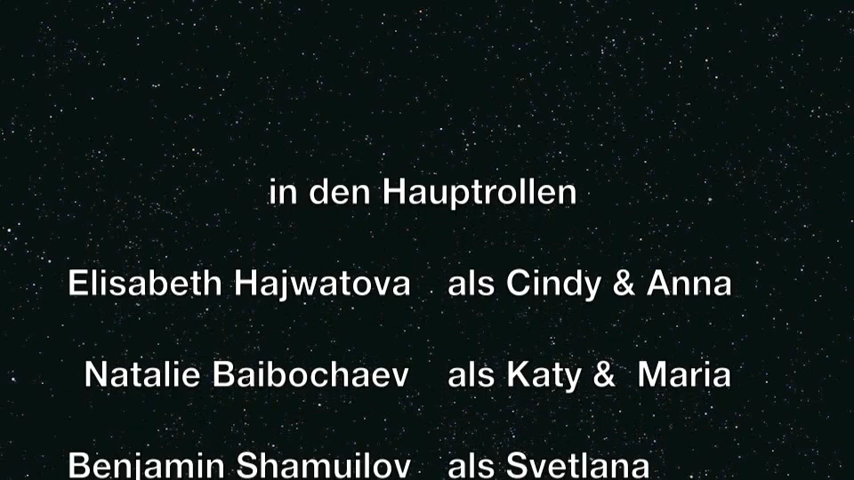 in den Hauptrollen
Elisabeth Hajwatova als Cindy & Anna
Natalie Baibochaev als Katy & Maria
Benjamin Shamuilov als Svetlana